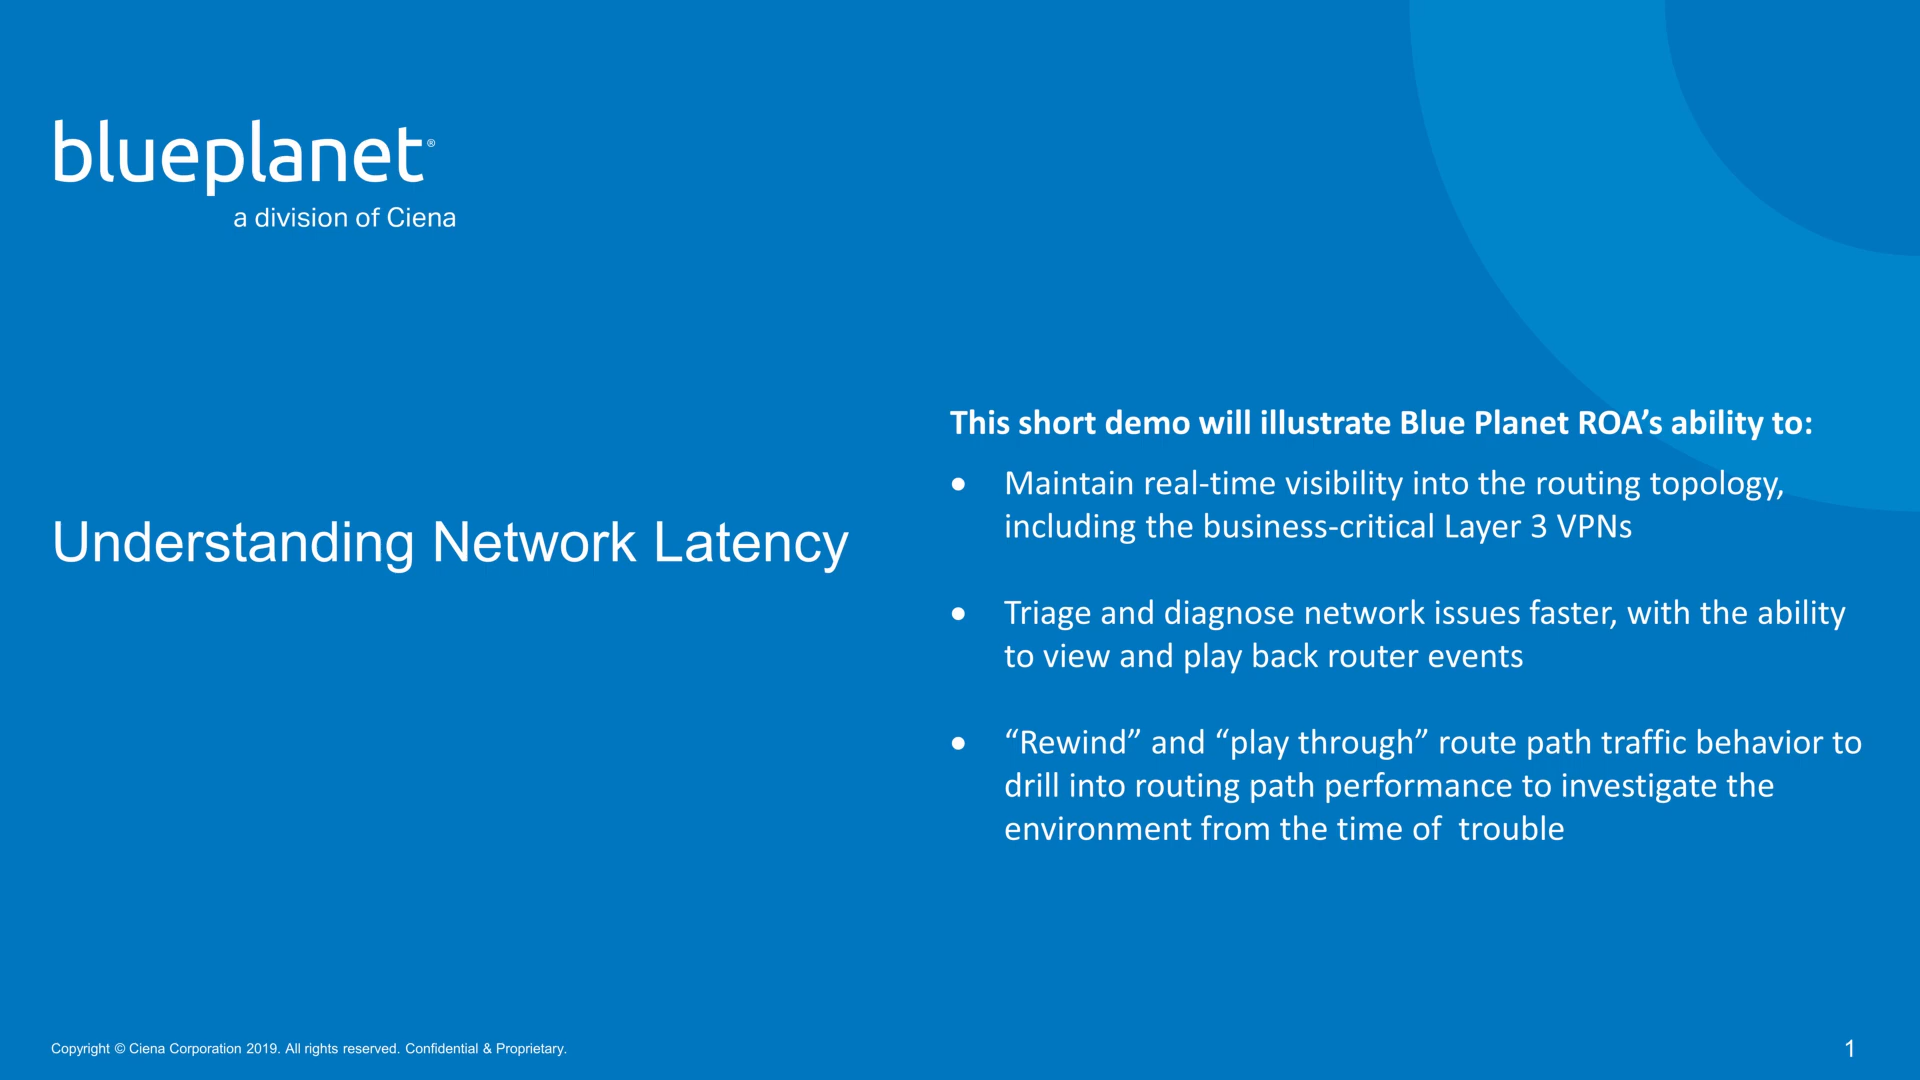 blueplanet®
a division of Ciena
Understanding Network Latency
This short demo will illustrate Blue Planet ROA’s ability to:
• Maintain real-time visibility into the routing topology,
including the business-critical Layer 3 VPNs
• Triage and diagnose network issues faster, with the ability
to view and play back router events
• “Rewind” and “play through” route path traffic behavior to
drill into routing path performance to investigate the
environment from the time of  trouble
Copyright © Ciena Corporation 2019. All rights reserved. Confidential & Proprietary.
1